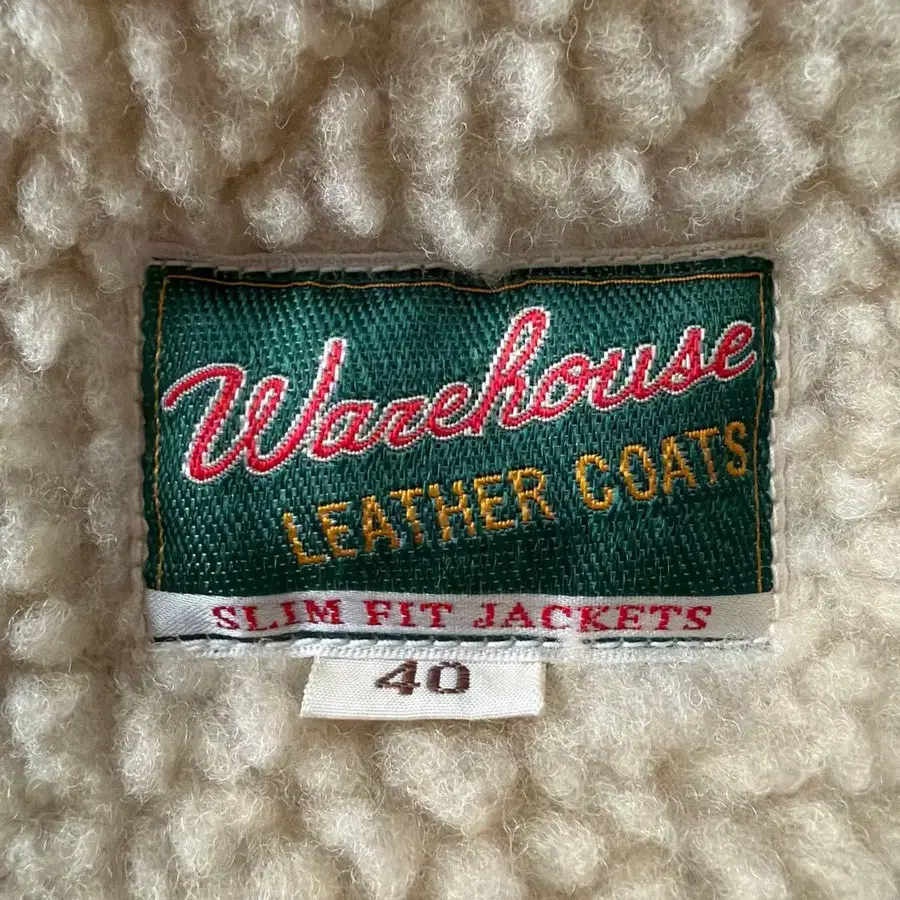 Warehouse
LEATHER COATS
SLIM FIT JACKETS
40